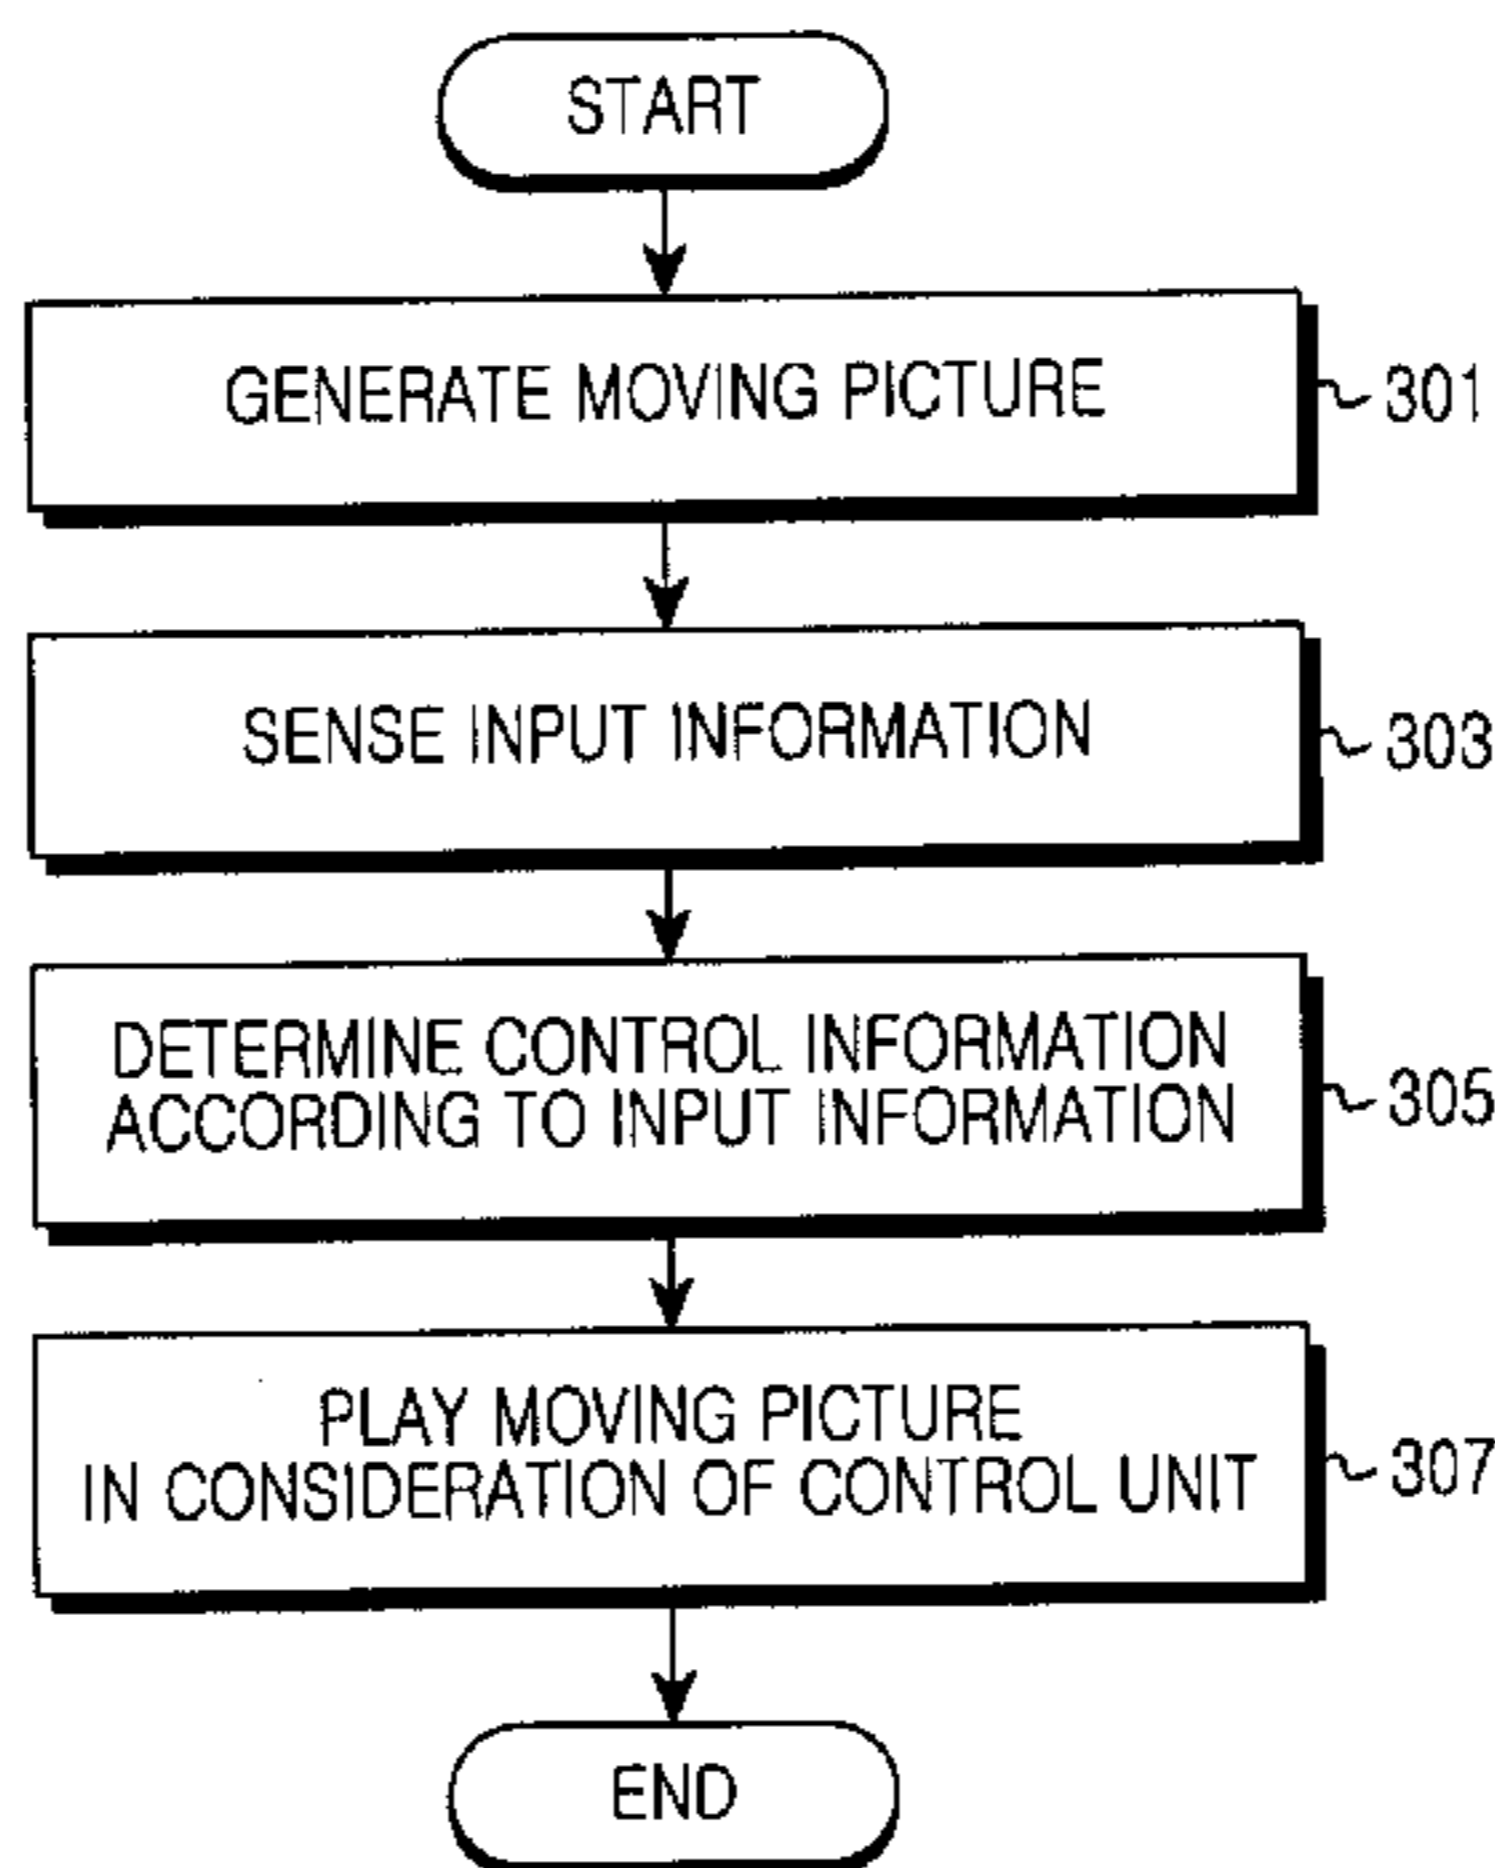 START
GENERATE MOVING PICTURE
301
SENSE INPUT INFORMATION
303
DETERMINE CONTROL INFORMATION
ACCORDING TO INPUT INFORMATION
305
PLAY MOVING PICTURE
IN CONSIDERATION OF CONTROL UNIT
307
END